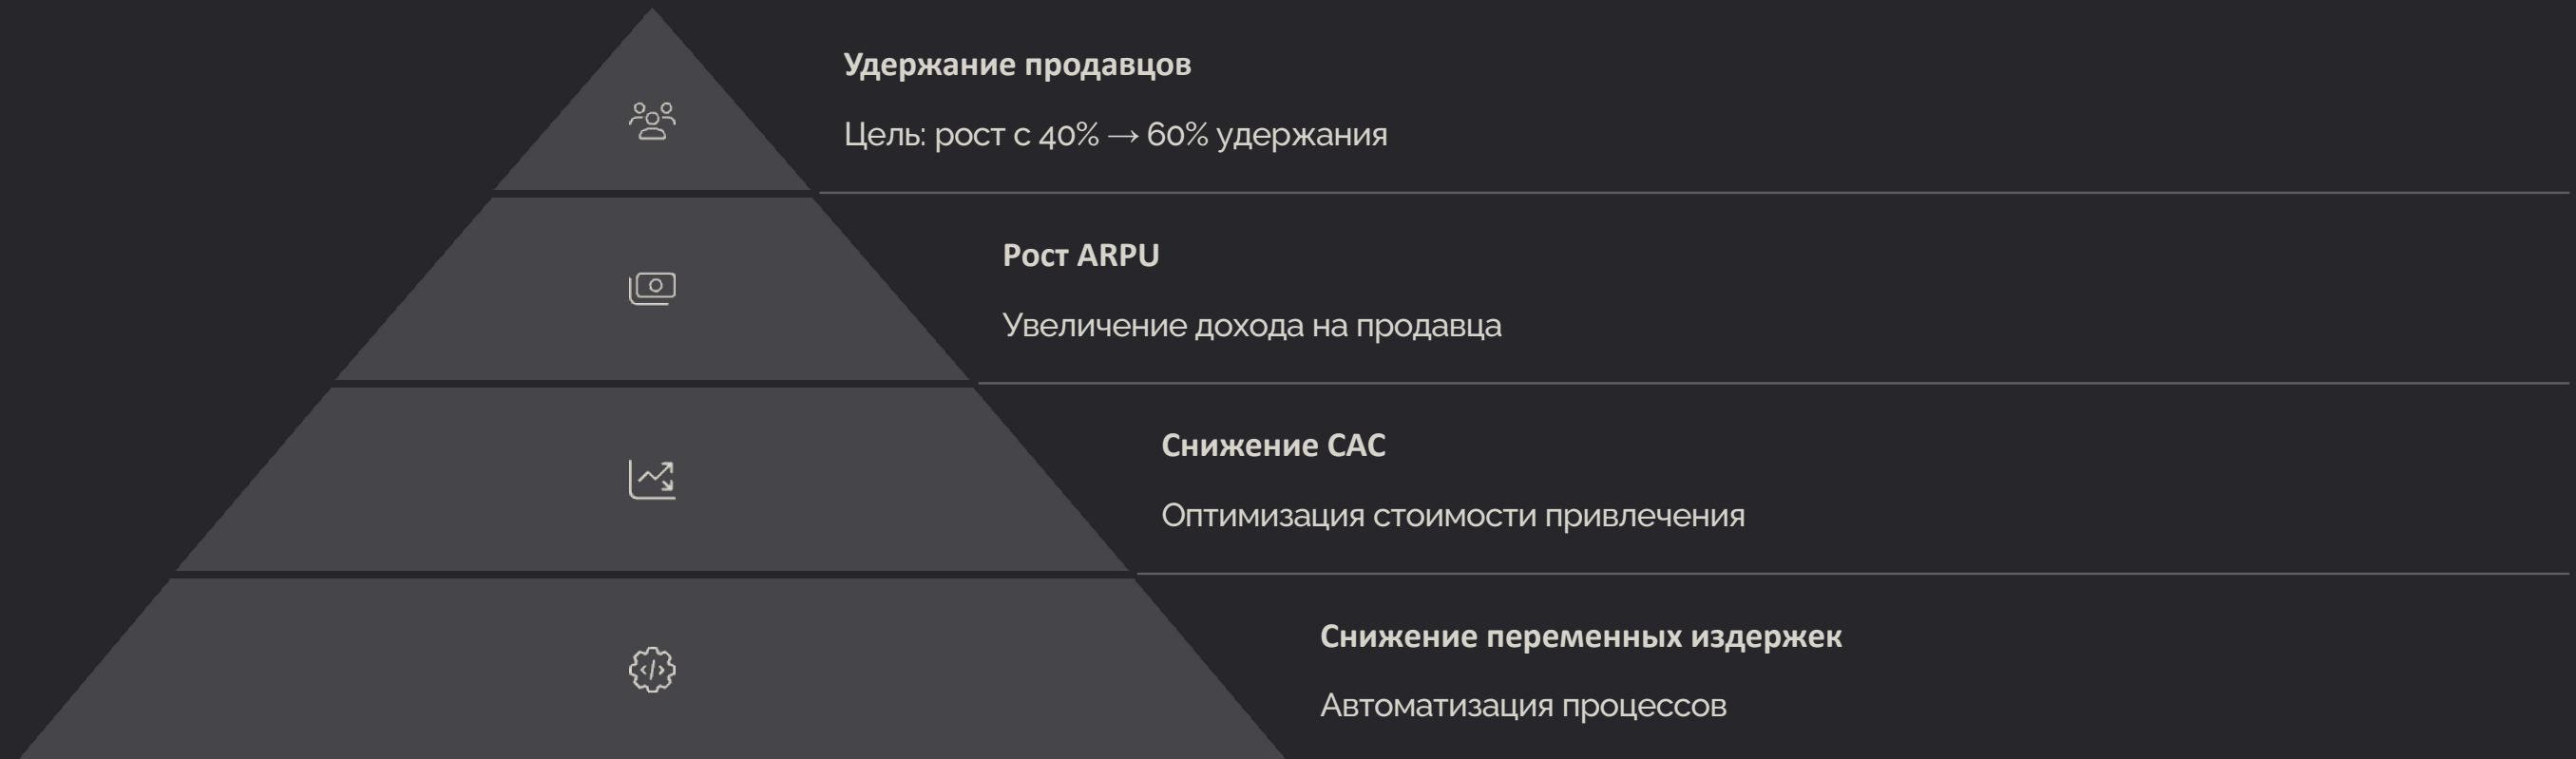 Удержание продавцов
Цель: рост с 40% → 60% удержания
Рост ARPU
Увеличение дохода на продавца
Снижение CAC
Оптимизация стоимости привлечения
Снижение переменных издержек
Автоматизация процессов